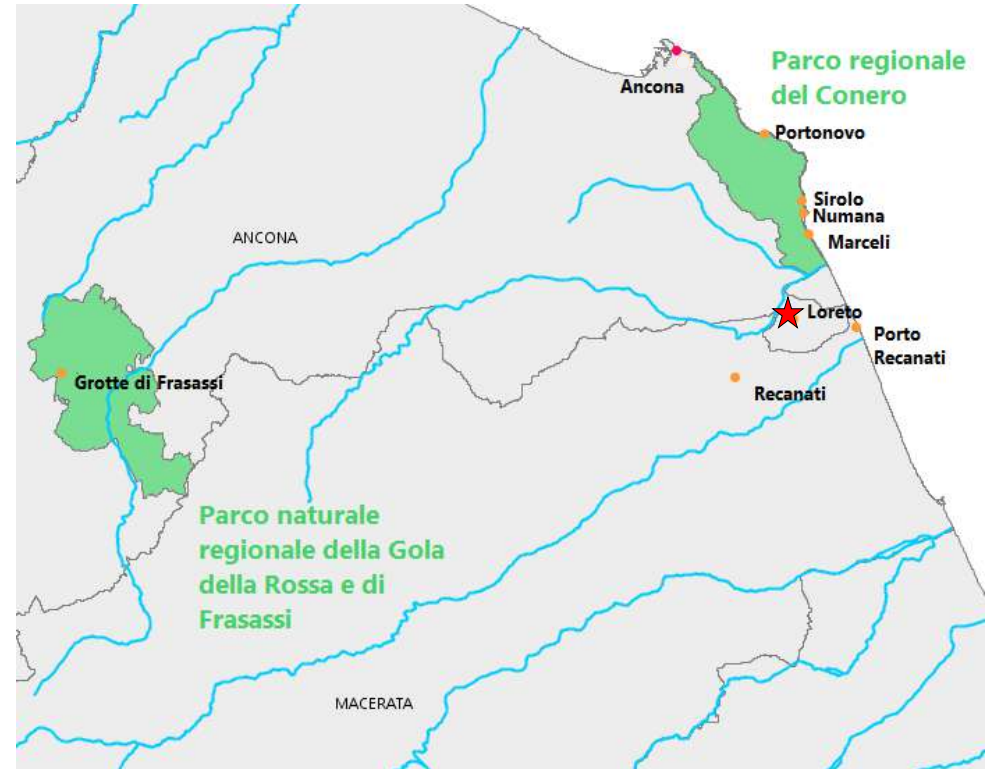 Parco regionale
del Conero
Ancona
Portonovo
Sirolo
Numana
Marceli
ANCONA
Loreto
Porto
Recanati
Grotte di Frasassi
Recanati
Parco naturale
regionale della Gola
della Rossa e di
Frasassi
MACERATA